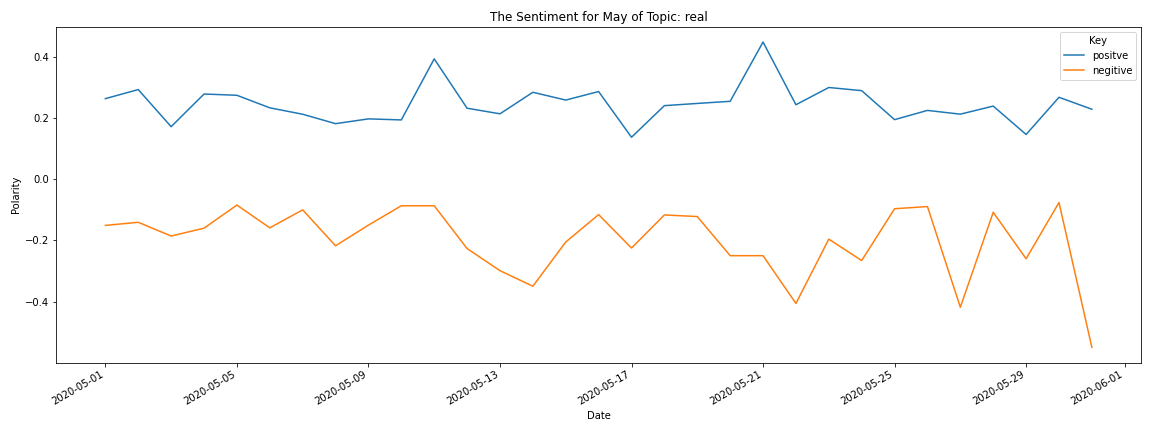 The Sentiment for May of Topic: real
Key
positve
negitive
Polarity
0.4
0.2
0.0
−0.2
−0.4
2020-05-01
2020-05-05
2020-05-09
2020-05-13
2020-05-17
2020-05-21
2020-05-25
2020-05-29
2020-06-01
Date